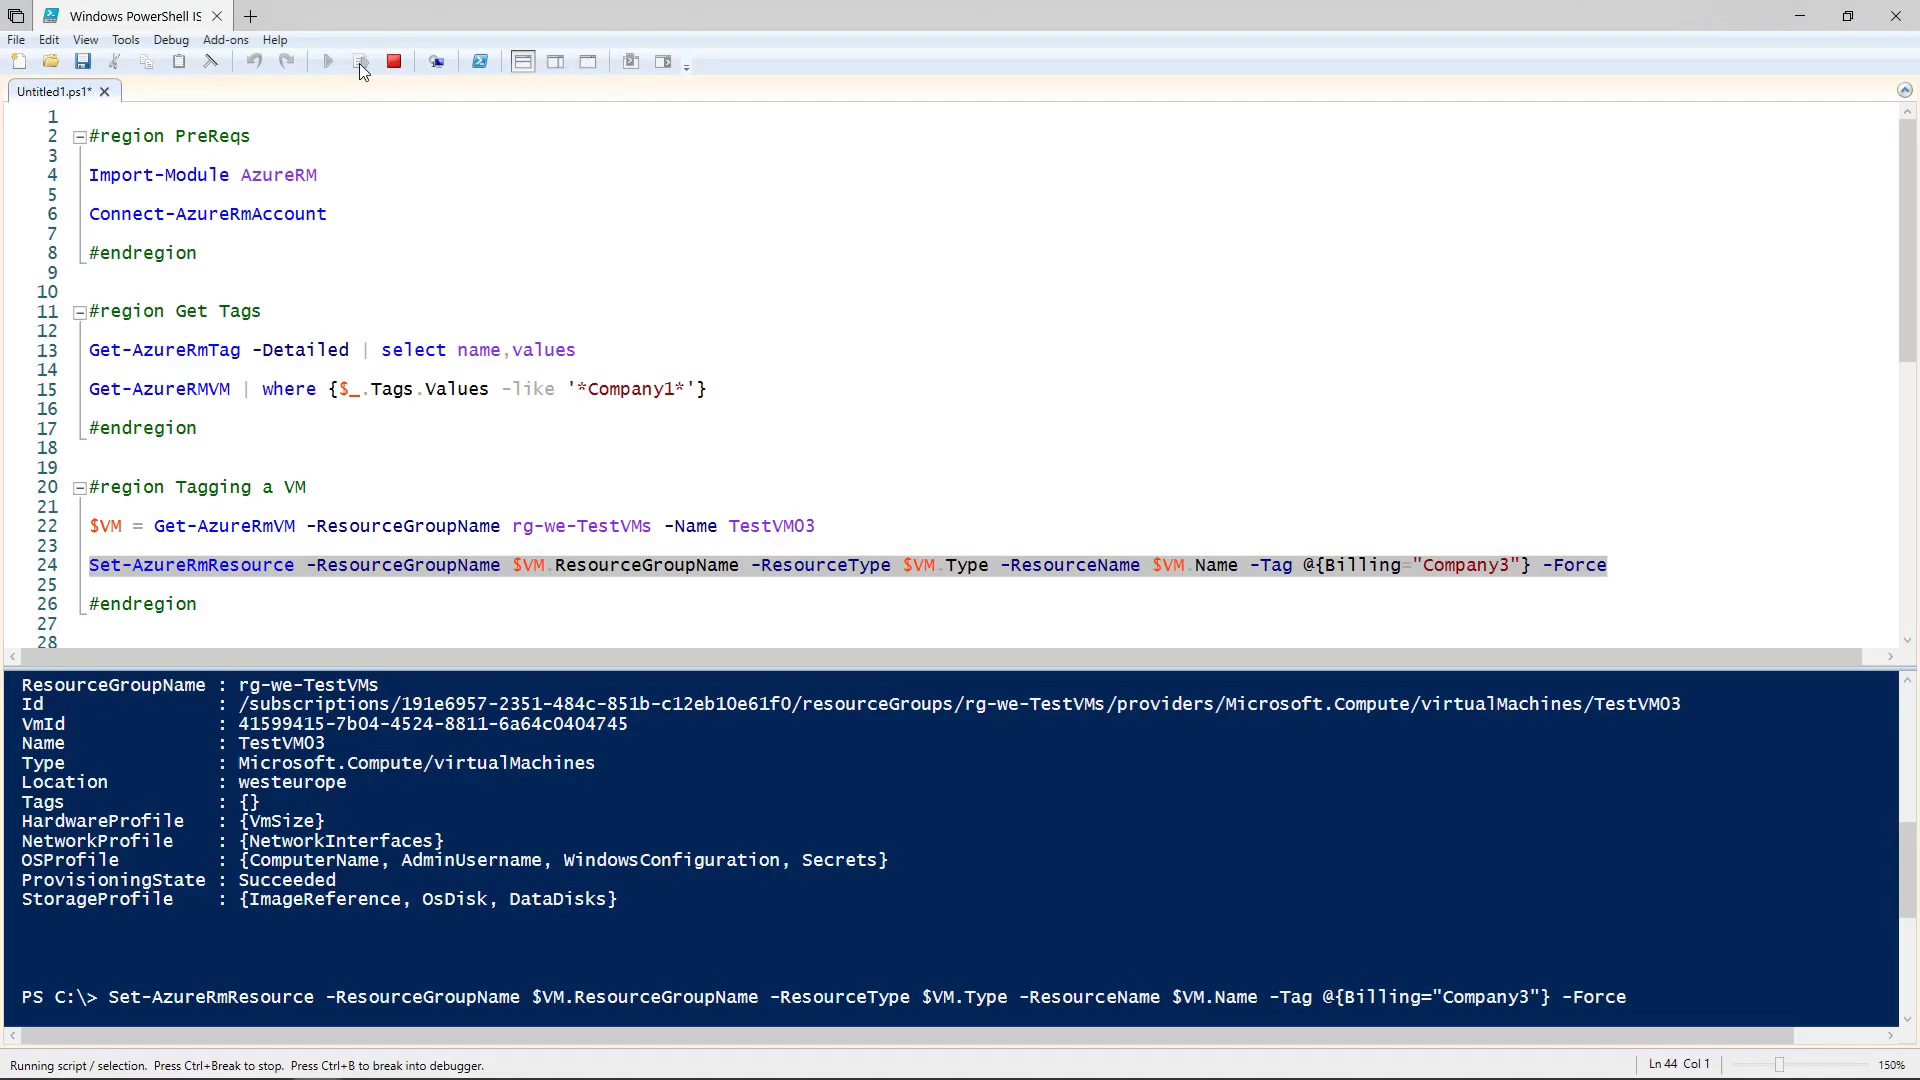 Windows PowerShell IS
File Edit View Tools Debug Add-ons Help
Untitled1.ps1*
1
2 #region PreReqs
3
4 Import-Module AzureRM
5
6 Connect-AzureRmAccount
7
8 #endregion
9
10
11 #region Get Tags
12
13 Get-AzureRmTag -Detailed | select name,values
14
15 Get-AzureRMVM | where {$_.Tags.Values -like '*Company1*'}
16
17 #endregion
18
19
20 #region Tagging a VM
21
22 $VM = Get-AzureRmVM -ResourceGroupName rg-we-TestVMs -Name TestVM03
23
24 Set-AzureRmResource -ResourceGroupName $VM.ResourceGroupName -ResourceType $VM.Type -ResourceName $VM.Name -Tag @{Billing="Company3"} -Force
25
26 #endregion
27
28
ResourceGroupName : rg-we-TestVMs
Id : /subscriptions/191e6957-2351-484c-851b-c12eb10e61f0/resourceGroups/rg-we-TestVMs/providers/Microsoft.Compute/virtualMachines/TestVM03
VmId : 41599415-7b04-4524-8811-6a64c0404745
Name : TestVM03
Type : Microsoft.Compute/virtualMachines
Location : westeurope
Tags : {}
HardwareProfile : {VmSize}
NetworkProfile : {NetworkInterfaces}
OSProfile : {ComputerName, AdminUsername, WindowsConfiguration, Secrets}
ProvisioningState : Succeeded
StorageProfile : {ImageReference, OsDisk, DataDisks}
PS C:\> Set-AzureRmResource -ResourceGroupName $VM.ResourceGroupName -ResourceType $VM.Type -ResourceName $VM.Name -Tag @{Billing="Company3"} -Force
Running script / selection. Press Ctrl+Break to stop. Press Ctrl+B to break into debugger. Ln 44 Col 1 150%